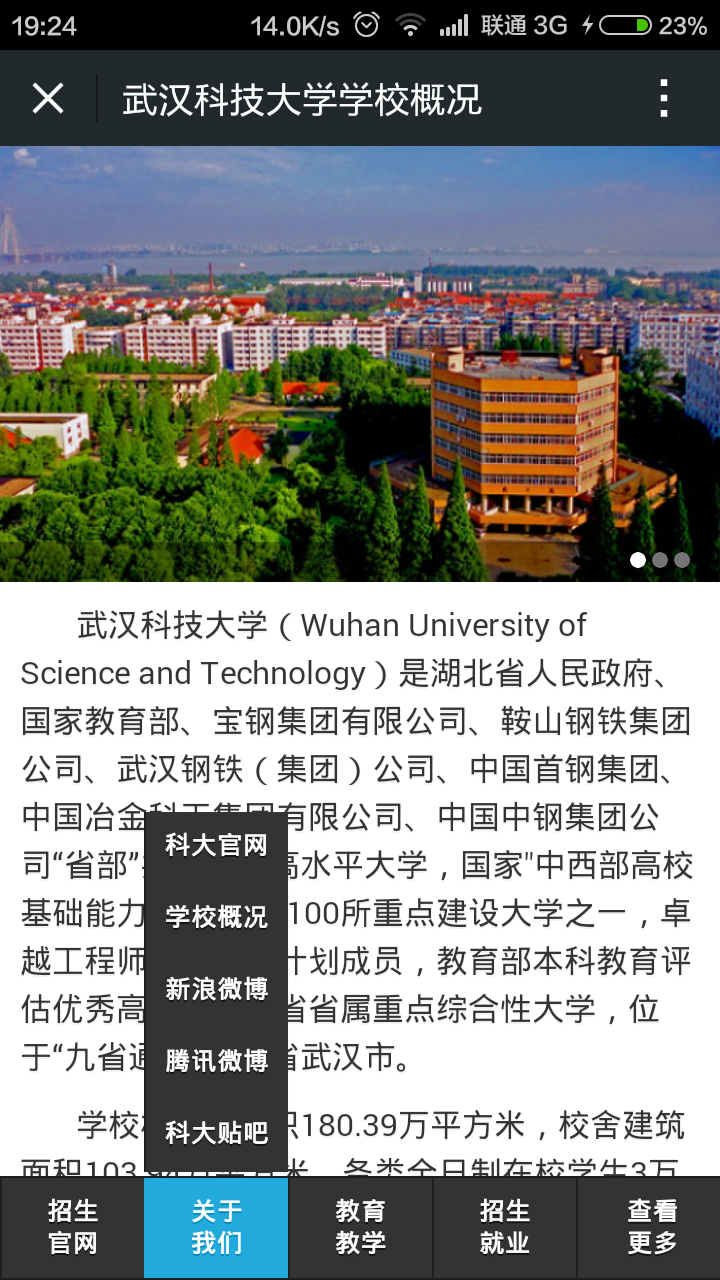 19:24 14.0K/s 联通 3G 23%
武汉科技大学学校概况
武汉科技大学（Wuhan University of
Science and Technology）是湖北省人民政府、
国家教育部、宝钢集团有限公司、鞍山钢铁集团
公司、武汉钢铁（集团）公司、中国首钢集团、
中国冶金科工集团有限公司、中国中钢集团公
司“省部”高水平大学，国家"中西部高校
基础能力100所重点建设大学之一，卓
越工程师计划成员，教育部本科教育评
估优秀高省省属重点综合性大学，位
于“九省通省武汉市。
学校积180.39万平方米，校舍建筑
面积103.94万平方米，各类全日制在校学生3万
科大官网
学校概况
新浪微博
腾讯微博
科大贴吧
招生
官网
关于
我们
教育
教学
招生
就业
查看
更多